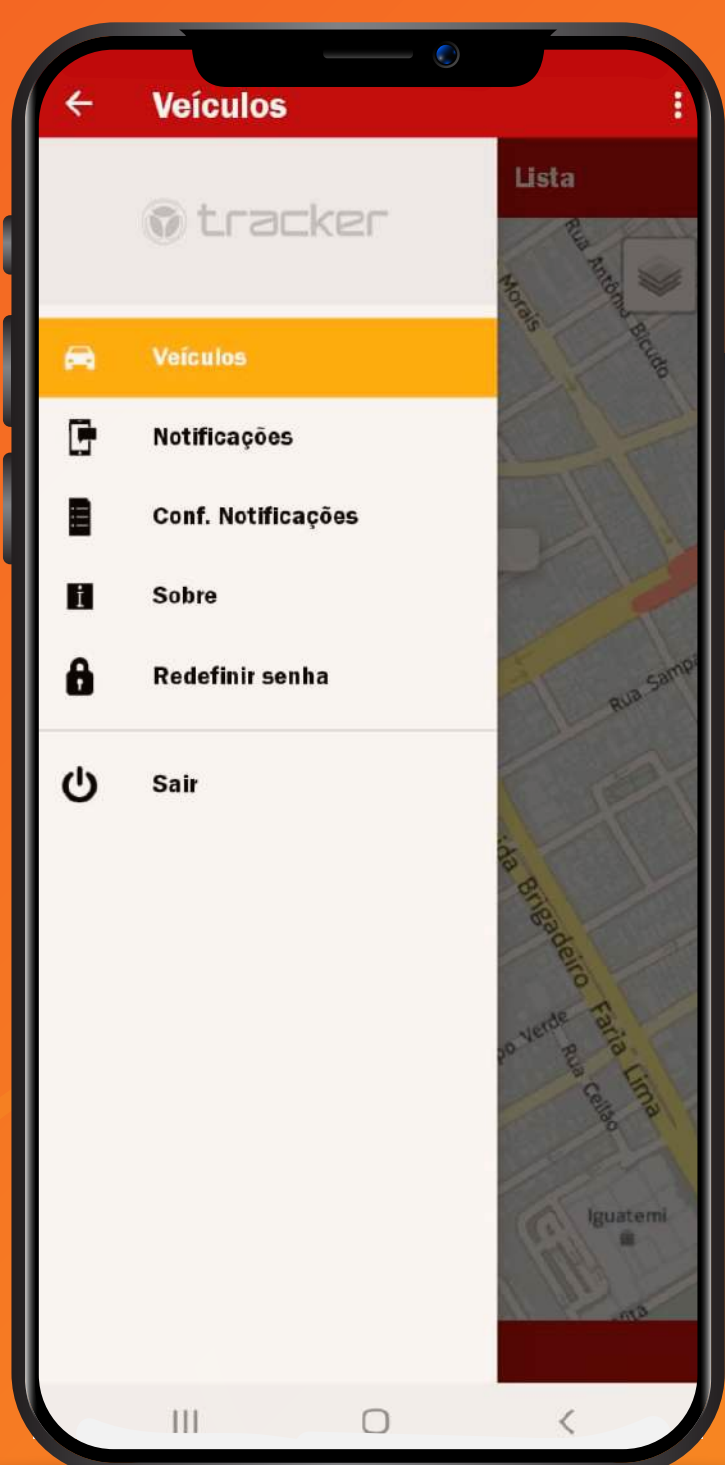 Veículos
Lista
tracker
Veículos
Notificações
Conf. Notificações
Sobre
Redefinir senha
Sair
Rua Antônio Bicudo
Morais
Rua Sampa
ida Brigadeiro Faria Lima
po Verde
Rua Ceilão
Iguatemi